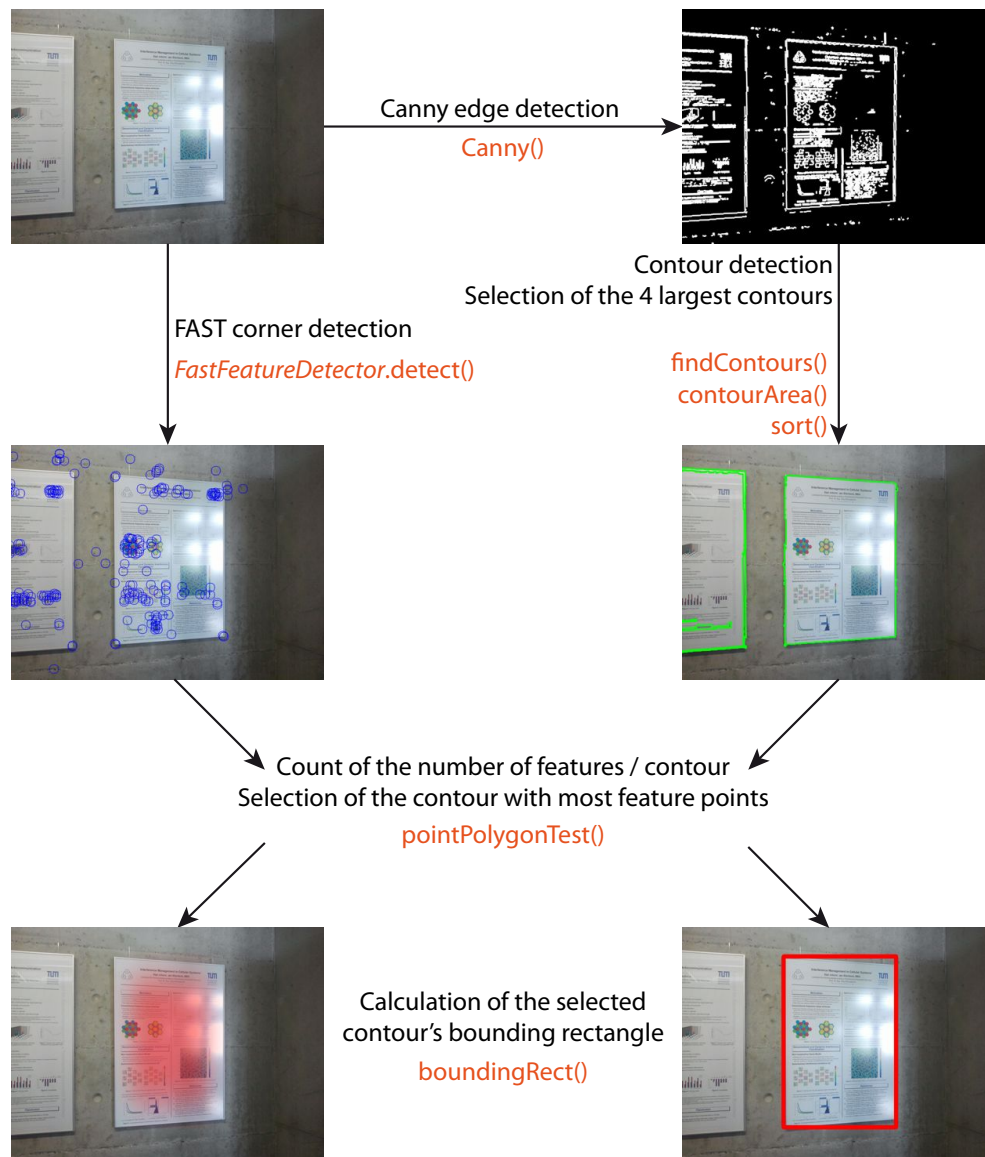 Canny edge detection
Canny()
Contour detection
Selection of the 4 largest contours
FAST corner detection
FastFeatureDetector.detect()
findContours()
contourArea()
sort()
Count of the number of features / contour
Selection of the contour with most feature points
pointPolygonTest()
Calculation of the selected
contour's bounding rectangle
boundingRect()